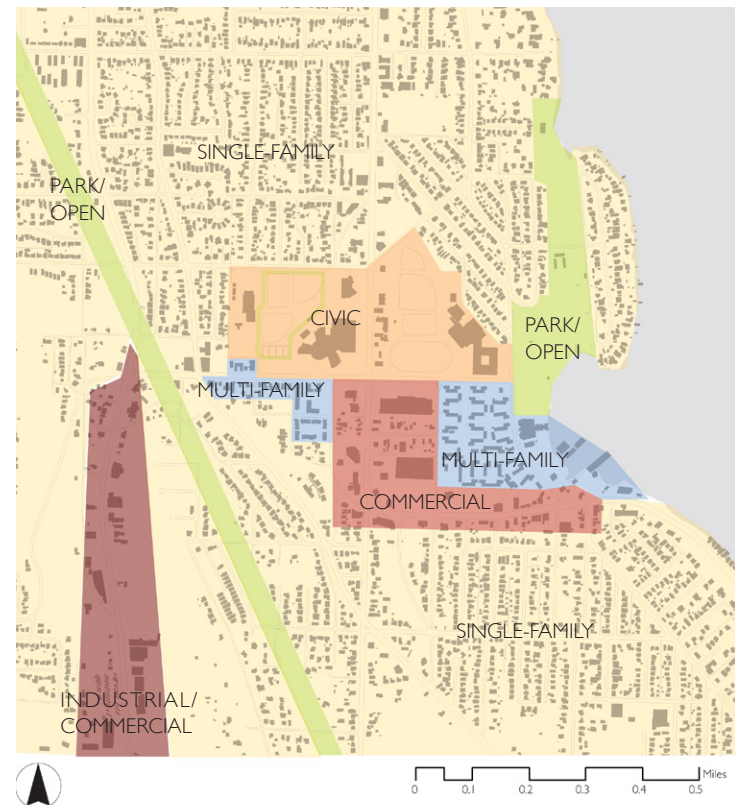 SINGLE-FAMILY
PARK/
OPEN
CIVIC
PARK/
OPEN
MULTI-FAMILY
MULTI-FAMILY
COMMERCIAL
SINGLE-FAMILY
INDUSTRIAL/
COMMERCIAL
Miles
0 0.1 0.2 0.3 0.4 0.5